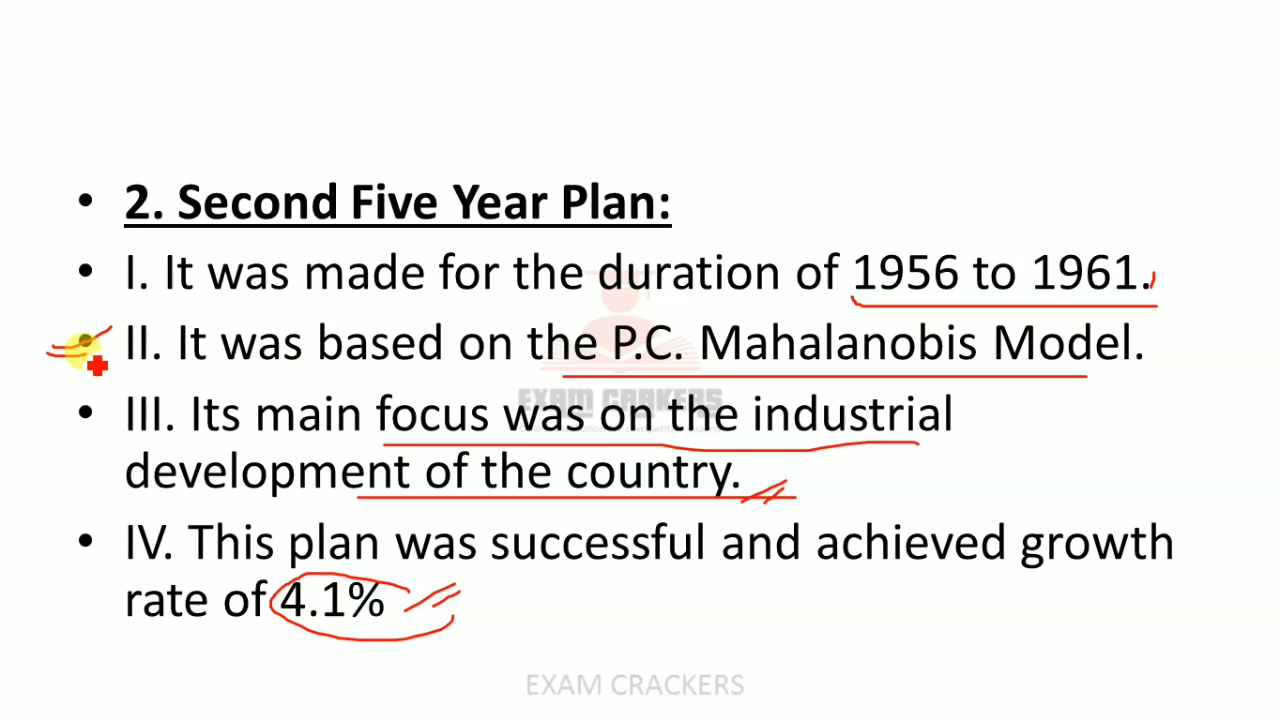 • 2. Second Five Year Plan:
• I. It was made for the duration of 1956 to 1961.
• II. It was based on the P.C. Mahalanobis Model.
• III. Its main focus was on the industrial
development of the country.
• IV. This plan was successful and achieved growth
rate of 4.1%
EXAM CRAKERS
EXAM CRACKERS